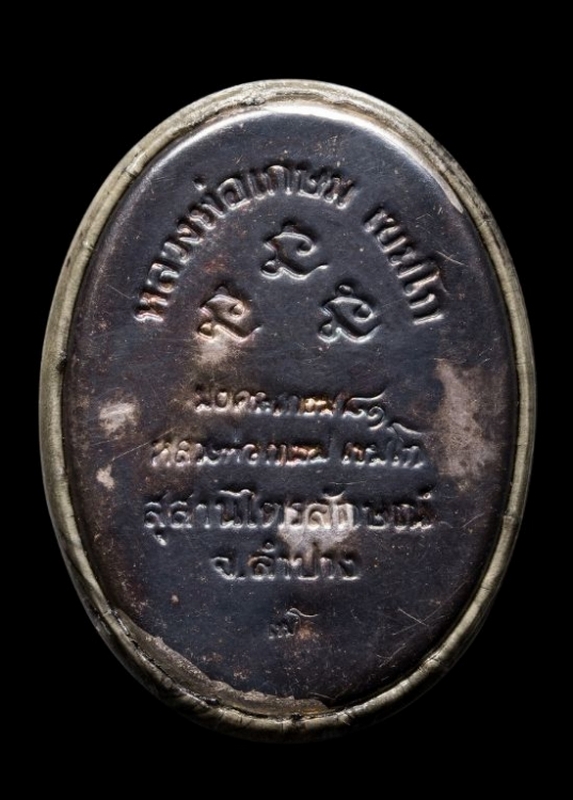 หลวงพ่อเกษม เขมโก
มงคลเกษม ๘๑
หลวงพ่อเกษม เขมโก
สุสานไตรลักษณ์
จ.ลำปาง